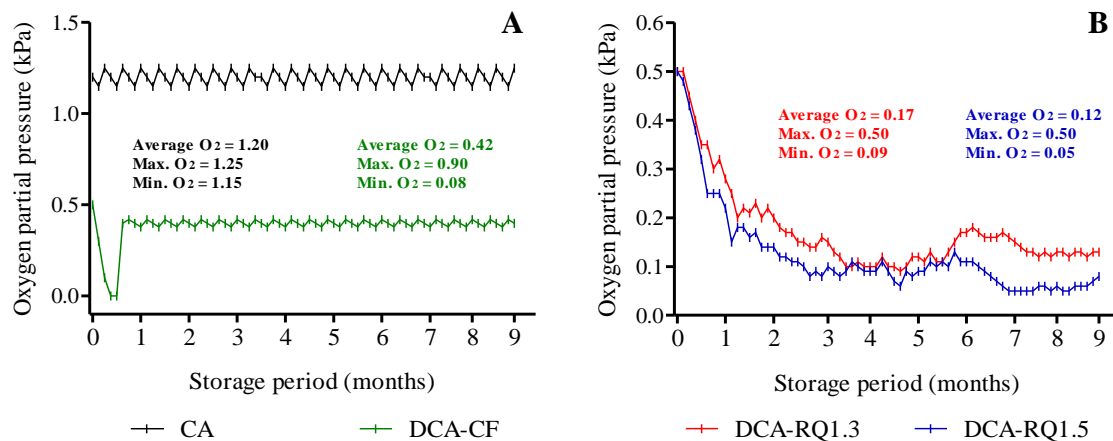 A
Oxygen partial pressure (kPa)
1.5
1.0
0.5
0.0
Average O2 = 1.20
Max. O2 = 1.25
Min. O2 = 1.15
Average O2 = 0.42
Max. O2 = 0.90
Min. O2 = 0.08
0 1 2 3 4 5 6 7 8 9
Storage period (months)
CA
DCA-CF
B
Oxygen partial pressure (kPa)
0.6
0.5
0.4
0.3
0.2
0.1
0.0
Average O2 = 0.17
Max. O2 = 0.50
Min. O2 = 0.09
Average O2 = 0.12
Max. O2 = 0.50
Min. O2 = 0.05
0 1 2 3 4 5 6 7 8 9
Storage period (months)
DCA-RQ1.3
DCA-RQ1.5